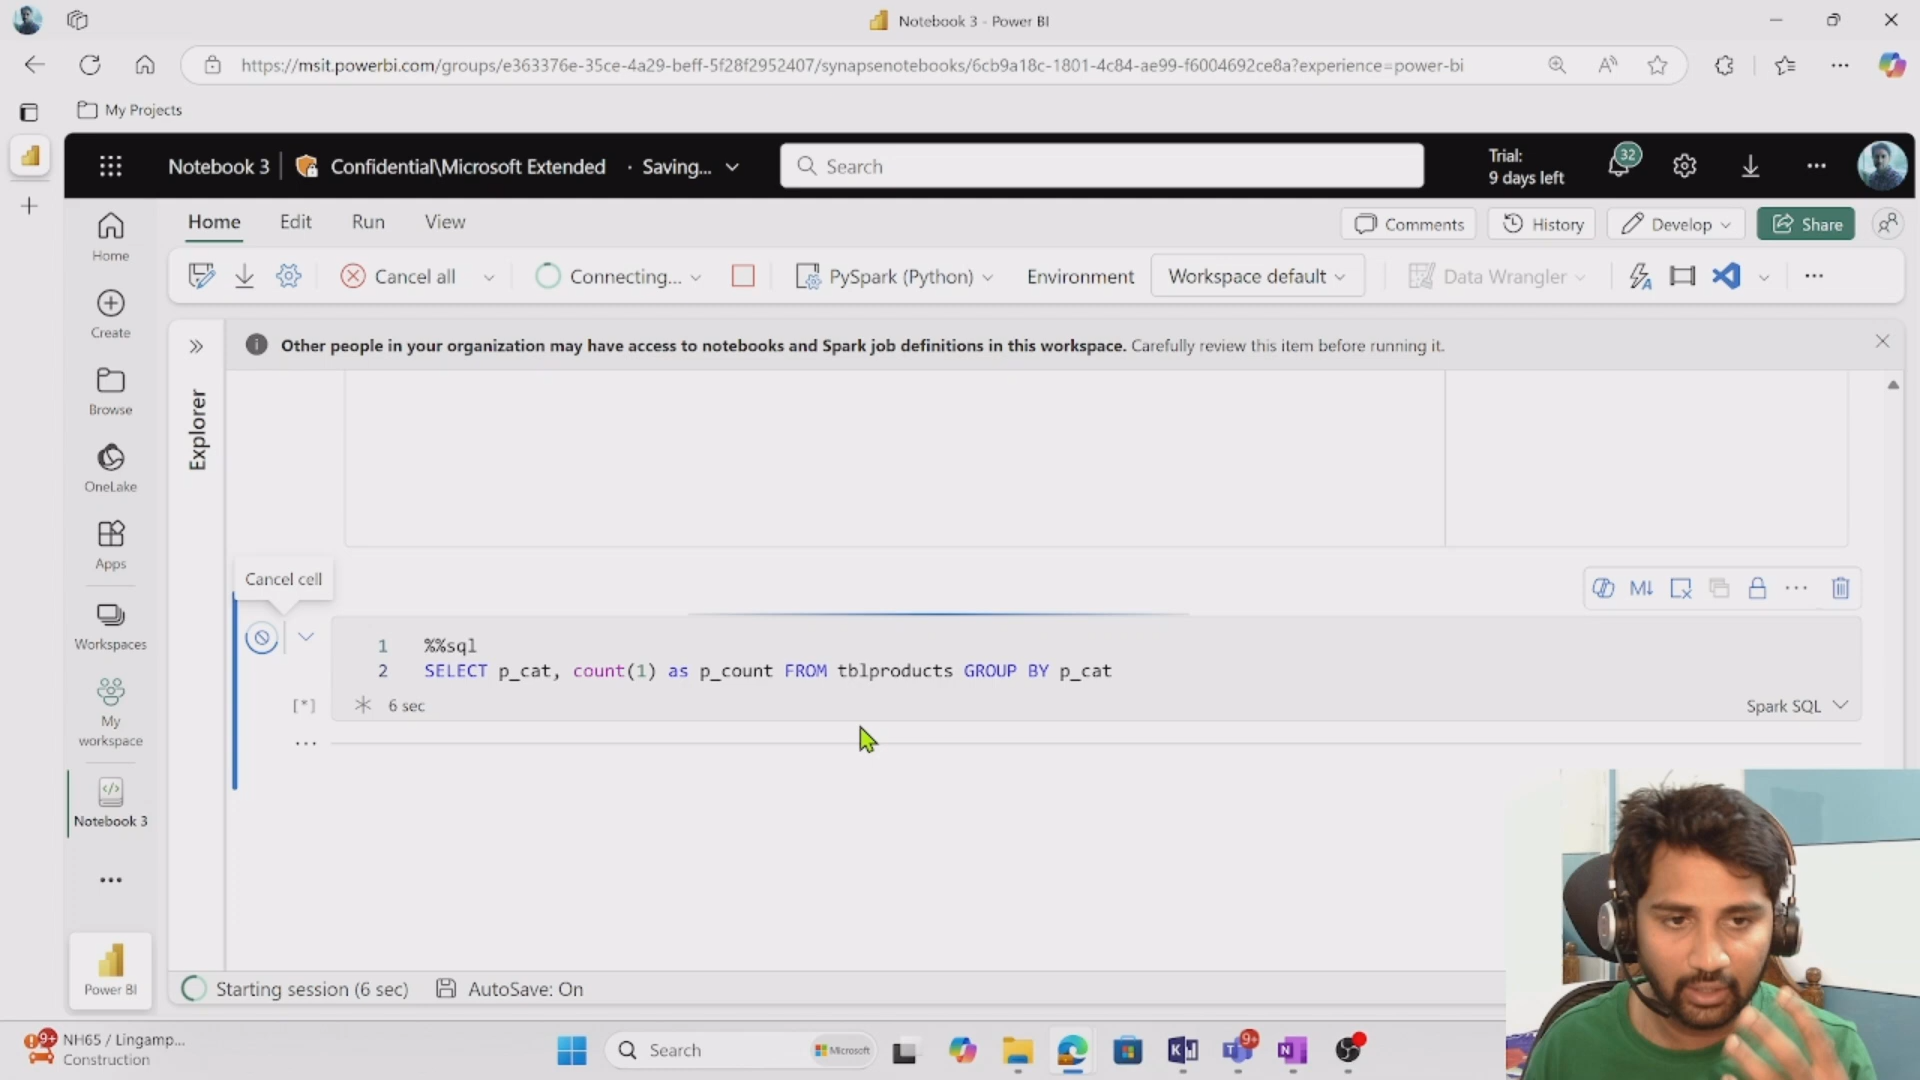 Notebook 3 - Power BI
https://msit.powerbi.com/groups/e363376e-35ce-4a29-beff-5f28f2952407/synapsenotebooks/6cb9a18c-1801-4c84-ae99-f6004692ce8a?experience=power-bi
My Projects
Notebook 3
Confidential\Microsoft Extended · Saving...
Search
Trial:
9 days left
32
Home Edit Run View
Comments History Develop Share
Cancel all Connecting... PySpark (Python) Environment Workspace default Data Wrangler
Home
Create
Browse
OneLake
Apps
Workspaces
My workspace
Notebook 3
Power BI
Explorer
Other people in your organization may have access to notebooks and Spark job definitions in this workspace. Carefully review this item before running it.
Cancel cell
M↓
1 %%sql
2 SELECT p_cat, count(1) as p_count FROM tblproducts GROUP BY p_cat
[*] 6 sec
Spark SQL
Starting session (6 sec) AutoSave: On
9+
NH65 / Lingamp...
Construction
Search
Microsoft
9+